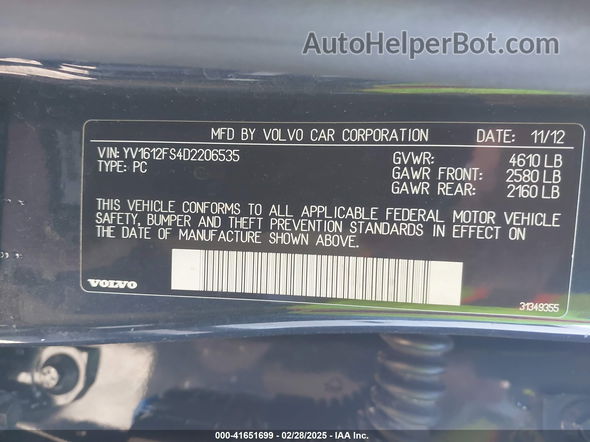 AutoHelperBot.com
MFD BY VOLVO CAR CORPORATION DATE: 11/12
VIN: YV1612FS4D2206535 GVWR: 4610 LB
TYPE: PC GAWR FRONT: 2580 LB
GAWR REAR: 2160 LB
THIS VEHICLE CONFORMS TO ALL APPLICABLE FEDERAL MOTOR VEHICLE
SAFETY, BUMPER AND THEFT PREVENTION STANDARDS IN EFFECT ON
THE DATE OF MANUFACTURE SHOWN ABOVE.
VOLVO 31349355
000-41651699 - 02/28/2025 - IAA Inc.